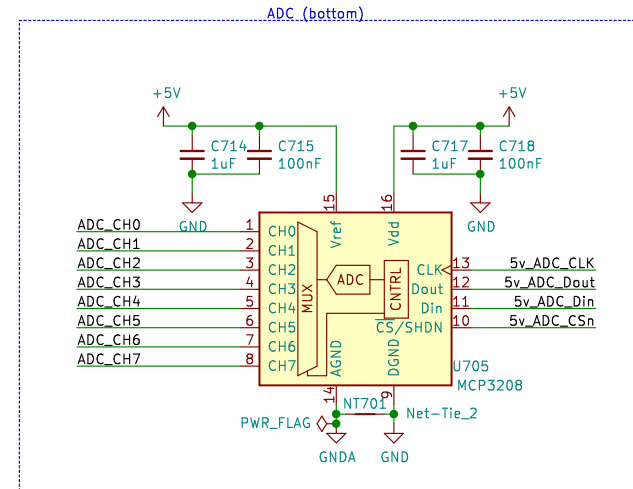 ADC (bottom)
+5V
+5V
C714
1uF
C715
100nF
C717
1uF
C718
100nF
GND
GND
15
16
Vref
Vdd
ADC_CH0
1
CH0
ADC_CH1
2
CH1
ADC_CH2
3
CH2
ADC_CH3
4
CH3
ADC_CH4
5
CH4
ADC_CH5
6
CH5
ADC_CH6
7
CH6
ADC_CH7
8
CH7
MUX
ADC
CNTRL
CLK
13
5v_ADC_CLK
Dout
12
5v_ADC_Dout
Din
11
5v_ADC_Din
CS/SHDN
10
5v_ADC_CSn
AGND
DGND
U705
MCP3208
14
9
NT701
Net-Tie_2
PWR_FLAG
GNDA
GND